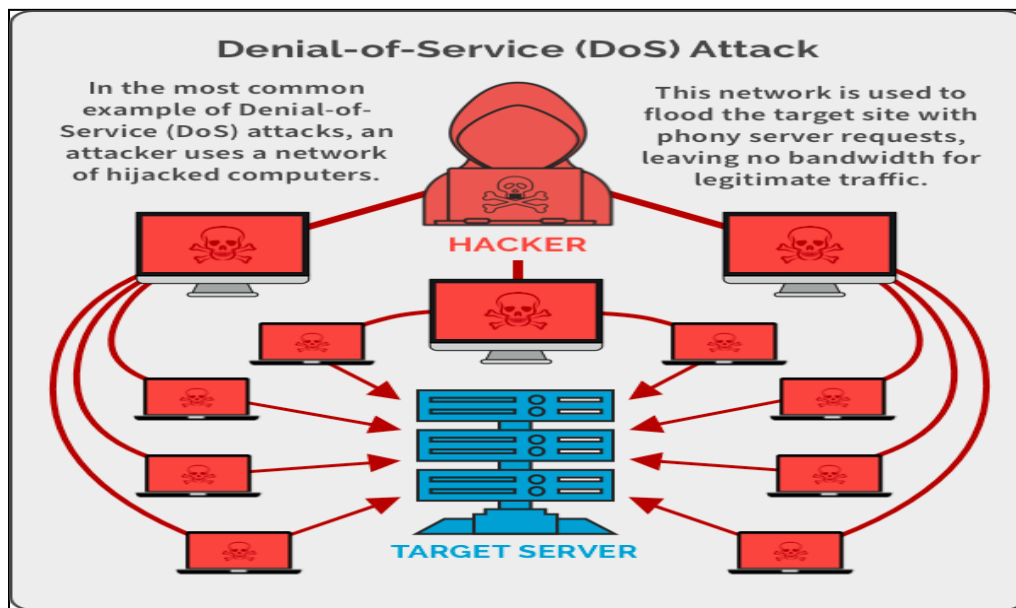 Denial-of-Service (DoS) Attack
In the most common
example of Denial-of-
Service (DoS) attacks, an
attacker uses a network
of hijacked computers.
This network is used to
flood the target site with
phony server requests,
leaving no bandwidth for
legitimate traffic.
HACKER
TARGET SERVER